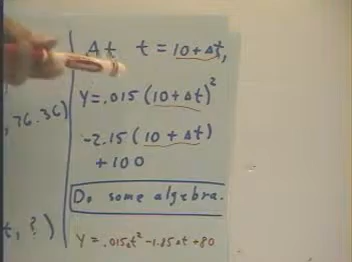 At t = 10 + Δt,
, 76.36)
Y = .015 (10 + Δt)²
-2.15 (10 + Δt)
+ 100
Do some algebra.
t, ?)
Y = .015Δt² - 1.85Δt + 80